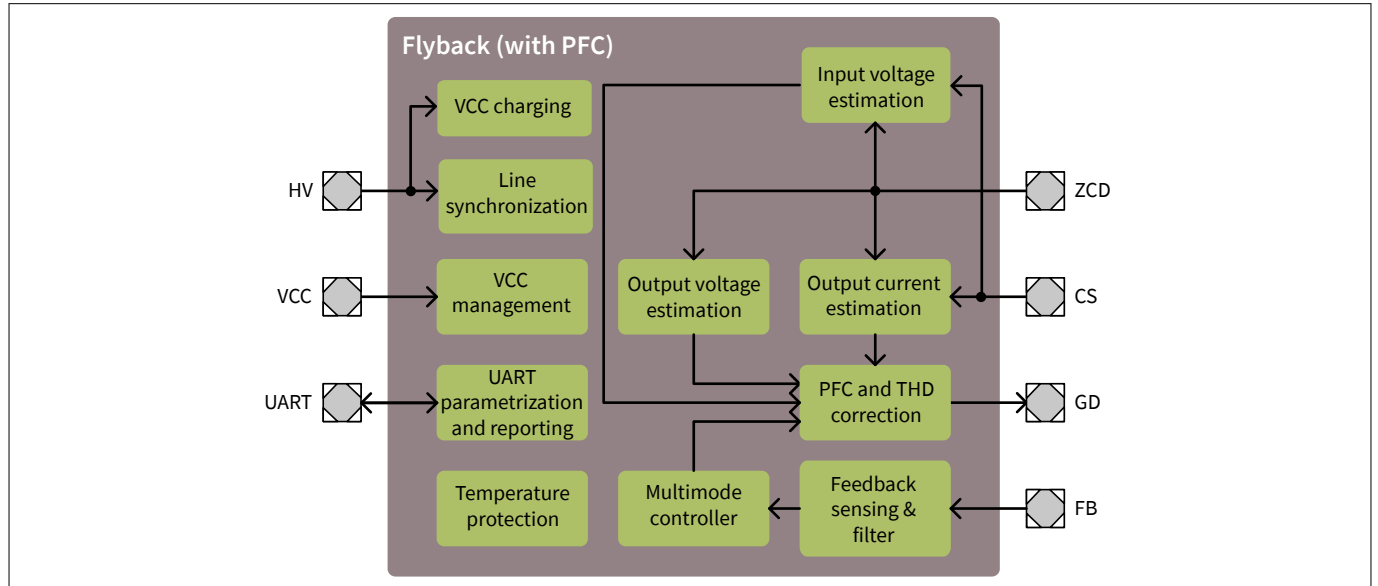 Flyback (with PFC)
Input voltage
estimation
VCC charging
HV
Line
synchronization
ZCD
VCC
VCC
management
Output voltage
estimation
Output current
estimation
CS
UART
UART
parametrization
and reporting
PFC and THD
correction
GD
Temperature
protection
Multimode
controller
Feedback
sensing &
filter
FB